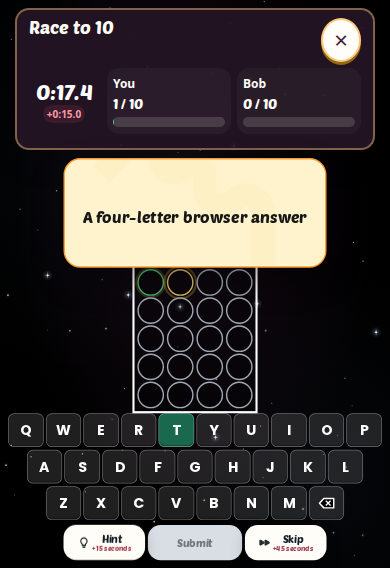 Race to 10
0:17.4
+0:15.0
You
1 / 10
Bob
0 / 10
A four-letter browser answer
Q W E R T Y U I O P
A S D F G H J K L
Z X C V B N M
Hint
+15 seconds
Submit
Skip
+45 seconds